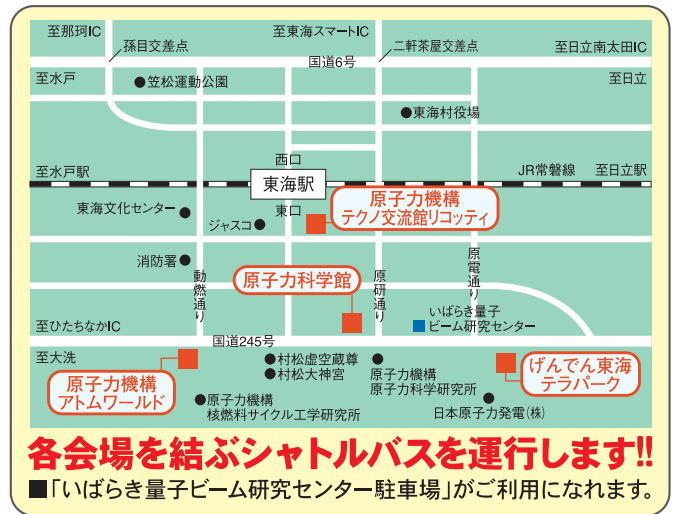 至那珂IC
至東海スマートIC
孫目交差点
二軒茶屋交差点
至日立南太田IC
国道6号
至水戸
至日立
●笠松運動公園
●東海村役場
西口
至水戸駅
東海駅
JR常磐線 至日立駅
東口
原子力機構
テクノ交流館リコッティ
東海文化センター●
ジャスコ●
消防署●
動燃通り
原子力科学館
原研通り
原電通り
いばらき量子
ビーム研究センター
至ひたちなかIC
国道245号
至大洗
●村松虚空蔵尊
●村松大神宮
原子力機構
原子力科学研究所
げんでん東海
テラパーク
原子力機構
アトムワールド
●原子力機構
核燃料サイクル工学研究所
日本原子力発電(株)
各会場を結ぶシャトルバスを運行します!!
■「いばらき量子ビーム研究センター駐車場」がご利用になれます。